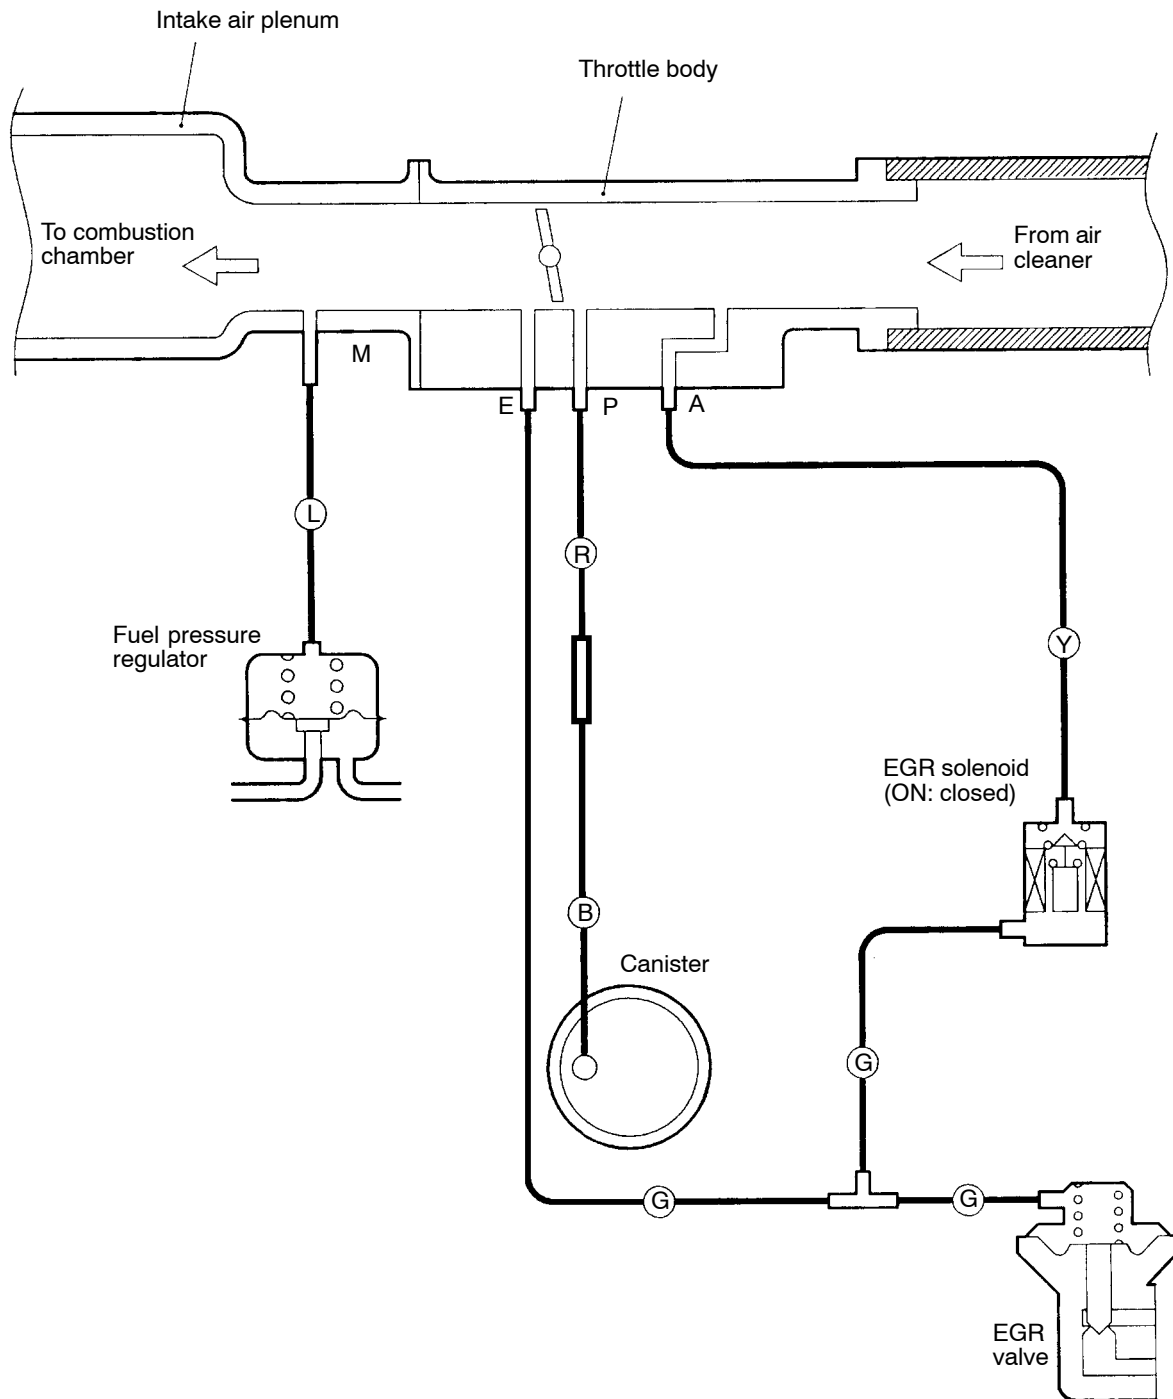 Intake air plenum
Throttle body
To combustion
chamber
From air
cleaner
M
E
P
A
L
R
Fuel pressure
regulator
Y
EGR solenoid
(ON: closed)
B
Canister
G
G
G
EGR
valve